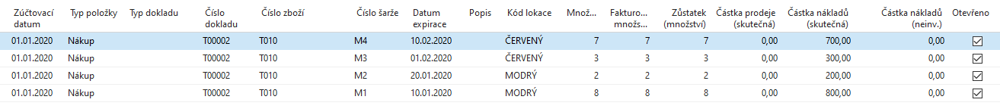 Zúčtovací datum Typ položky Typ dokladu Číslo dokladu Číslo zboží Číslo šarže Datum expirace Popis Kód lokace Množ... Fakturo... množs... Zůstatek (množství) Částka prodeje (skutečná) Částka nákladů (skutečná) Částka nákladů (neinv.) Otevřeno
01.01.2020 Nákup T00002 T010 M4 10.02.2020 ČERVENÝ 7 7 7 0,00 700,00 0,00
01.01.2020 Nákup T00002 T010 M3 01.02.2020 ČERVENÝ 3 3 3 0,00 300,00 0,00
01.01.2020 Nákup T00002 T010 M2 20.01.2020 MODRÝ 2 2 2 0,00 200,00 0,00
01.01.2020 Nákup T00002 T010 M1 10.01.2020 MODRÝ 8 8 8 0,00 800,00 0,00